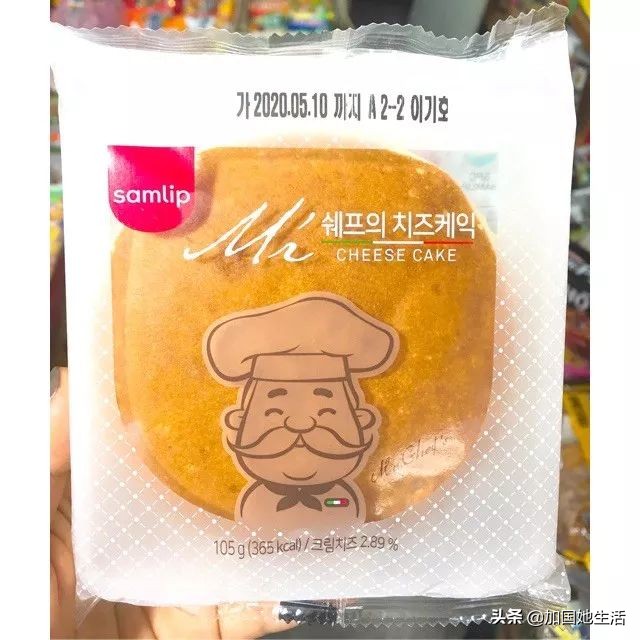 가 2020.05.10 까지 A 2-2 이기호
samlip
Mr 쉐프의 치즈케익
CHEESE CAKE
105 g (365 kcal) / 크림치즈 2.89 %
头条 @加国她生活